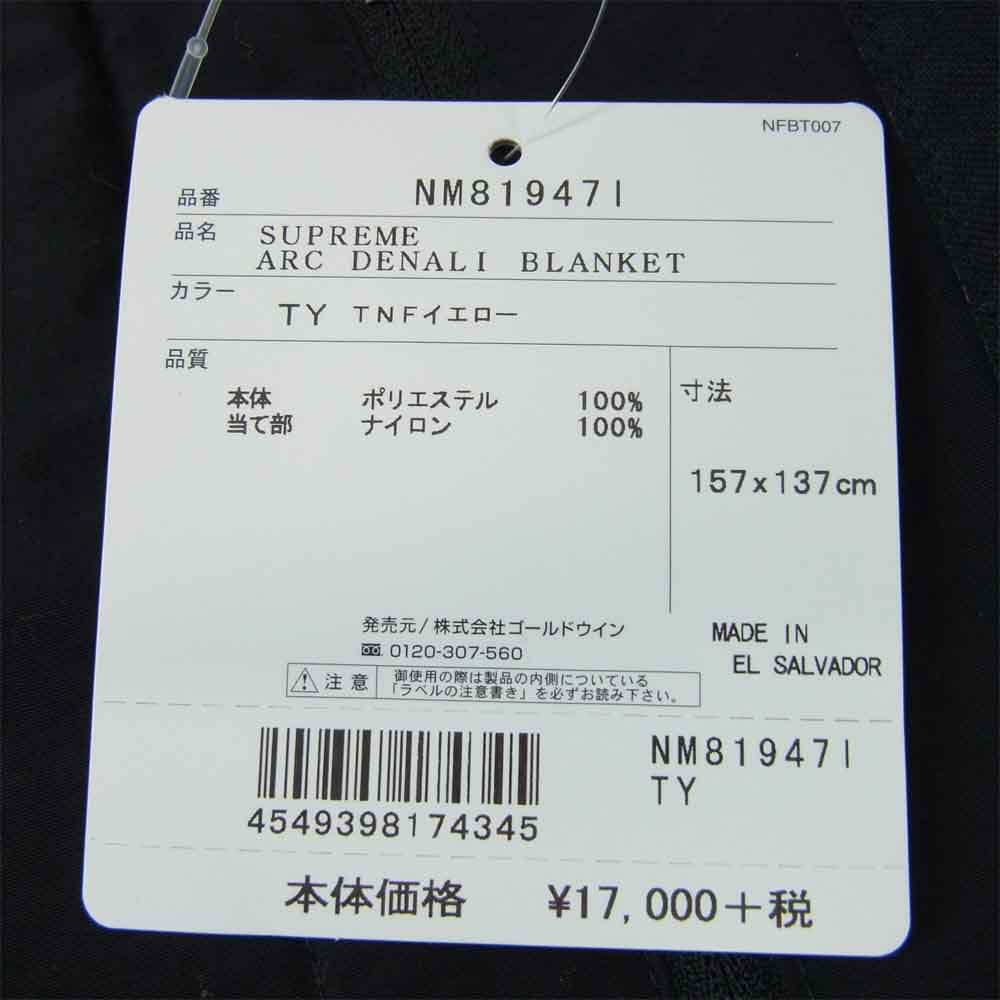 NFBT007
品番 NM81947I
品名 SUPREME
ARC DENALI BLANKET
カラー
TY TNFイエロー
品質
本体 ポリエステル 100%
当て部 ナイロン 100%
寸法
157x137cm
発売元/株式会社ゴールドウイン
0120-307-560
MADE IN
EL SALVADOR
注意 御使用の際は製品の内側についている
「ラベルの注意書き」を必ずお読み下さい。
NM81947I
TY
4549398174345
本体価格 ¥17,000+税